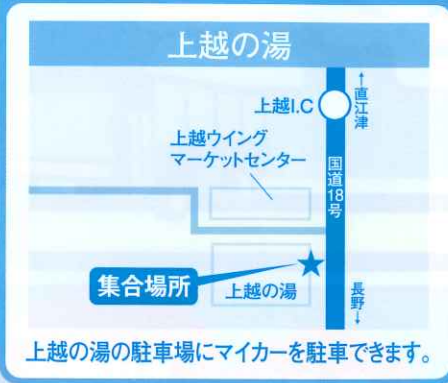 上越の湯
↑直江津
上越I.C
上越ウイング
マーケットセンター
国道18号
集合場所
上越の湯
長野↓
上越の湯の駐車場にマイカーを駐車できます。